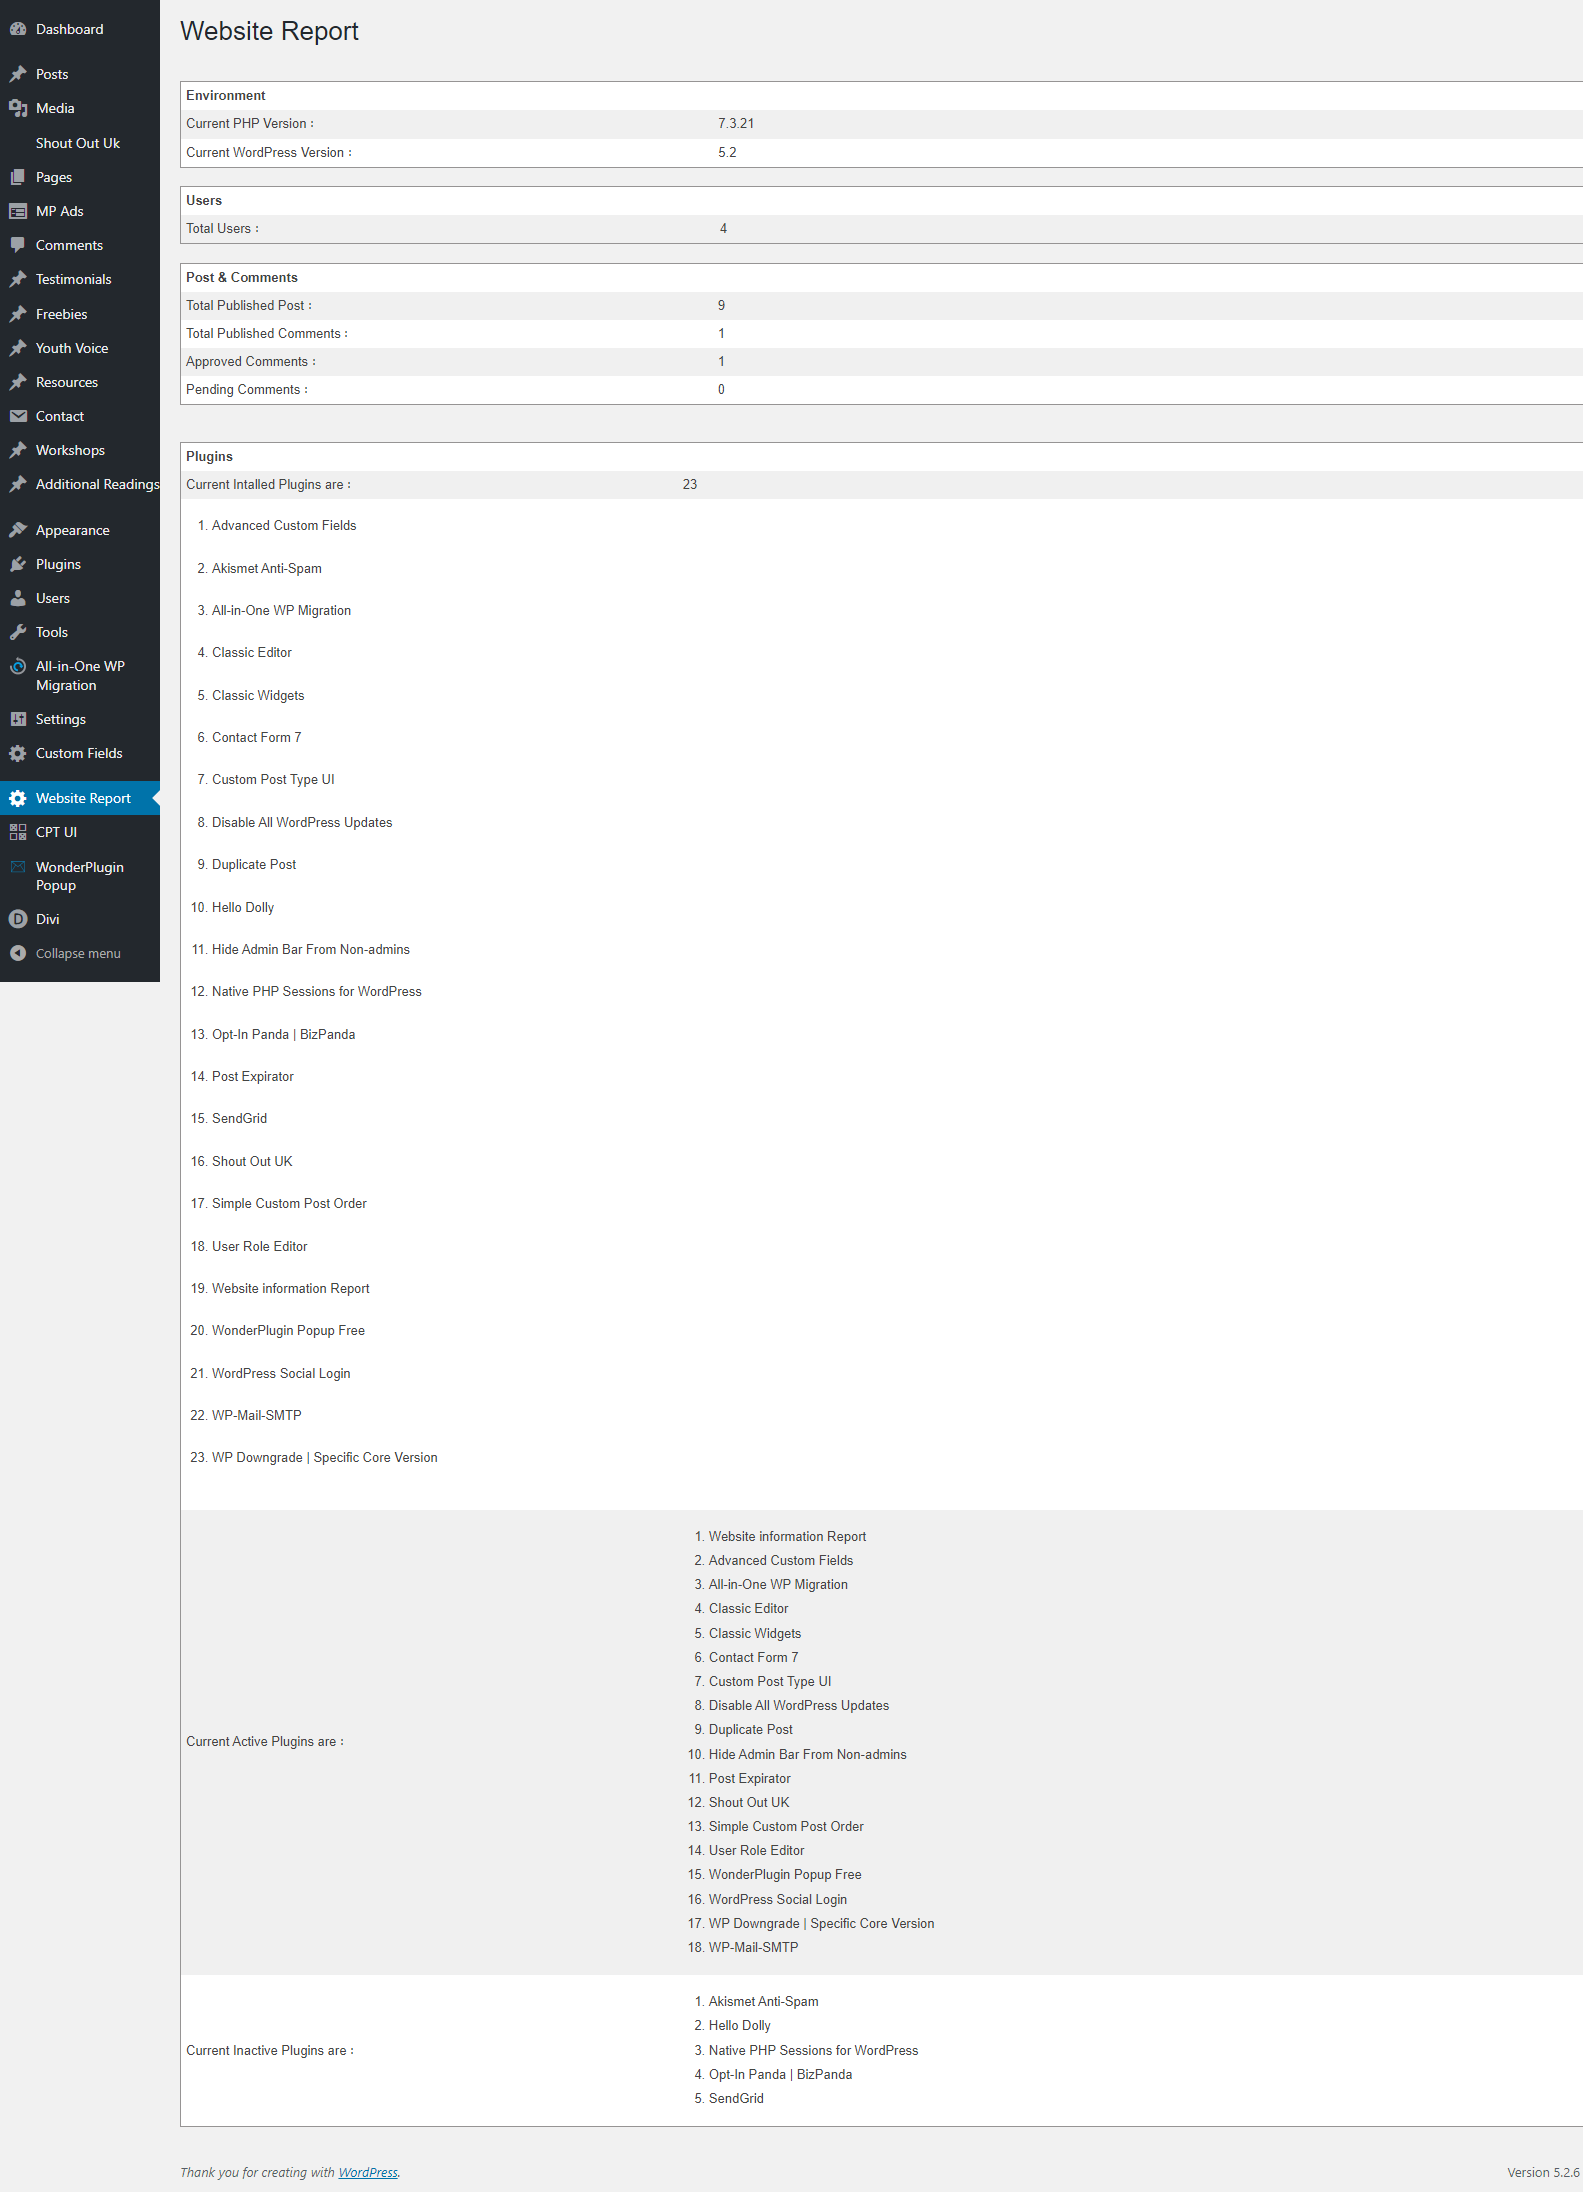 Dashboard
Posts
Media
Shout Out Uk
Pages
MP Ads
Comments
Testimonials
Freebies
Youth Voice
Resources
Contact
Workshops
Additional Readings
Appearance
Plugins
Users
Tools
All-in-One WP
Migration
Settings
Custom Fields
Website Report
CPT UI
WonderPlugin
Popup
Divi
Collapse menu
Website Report
Environment
Current PHP Version : 7.3.21
Current WordPress Version : 5.2
Users
Total Users : 4
Post & Comments
Total Published Post : 9
Total Published Comments : 1
Approved Comments : 1
Pending Comments : 0
Plugins
Current Intalled Plugins are : 23
1. Advanced Custom Fields
2. Akismet Anti-Spam
3. All-in-One WP Migration
4. Classic Editor
5. Classic Widgets
6. Contact Form 7
7. Custom Post Type UI
8. Disable All WordPress Updates
9. Duplicate Post
10. Hello Dolly
11. Hide Admin Bar From Non-admins
12. Native PHP Sessions for WordPress
13. Opt-In Panda | BizPanda
14. Post Expirator
15. SendGrid
16. Shout Out UK
17. Simple Custom Post Order
18. User Role Editor
19. Website information Report
20. WonderPlugin Popup Free
21. WordPress Social Login
22. WP-Mail-SMTP
23. WP Downgrade | Specific Core Version
Current Active Plugins are :
1. Website information Report
2. Advanced Custom Fields
3. All-in-One WP Migration
4. Classic Editor
5. Classic Widgets
6. Contact Form 7
7. Custom Post Type UI
8. Disable All WordPress Updates
9. Duplicate Post
10. Hide Admin Bar From Non-admins
11. Post Expirator
12. Shout Out UK
13. Simple Custom Post Order
14. User Role Editor
15. WonderPlugin Popup Free
16. WordPress Social Login
17. WP Downgrade | Specific Core Version
18. WP-Mail-SMTP
Current Inactive Plugins are :
1. Akismet Anti-Spam
2. Hello Dolly
3. Native PHP Sessions for WordPress
4. Opt-In Panda | BizPanda
5. SendGrid
Thank you for creating with WordPress.
Version 5.2.6